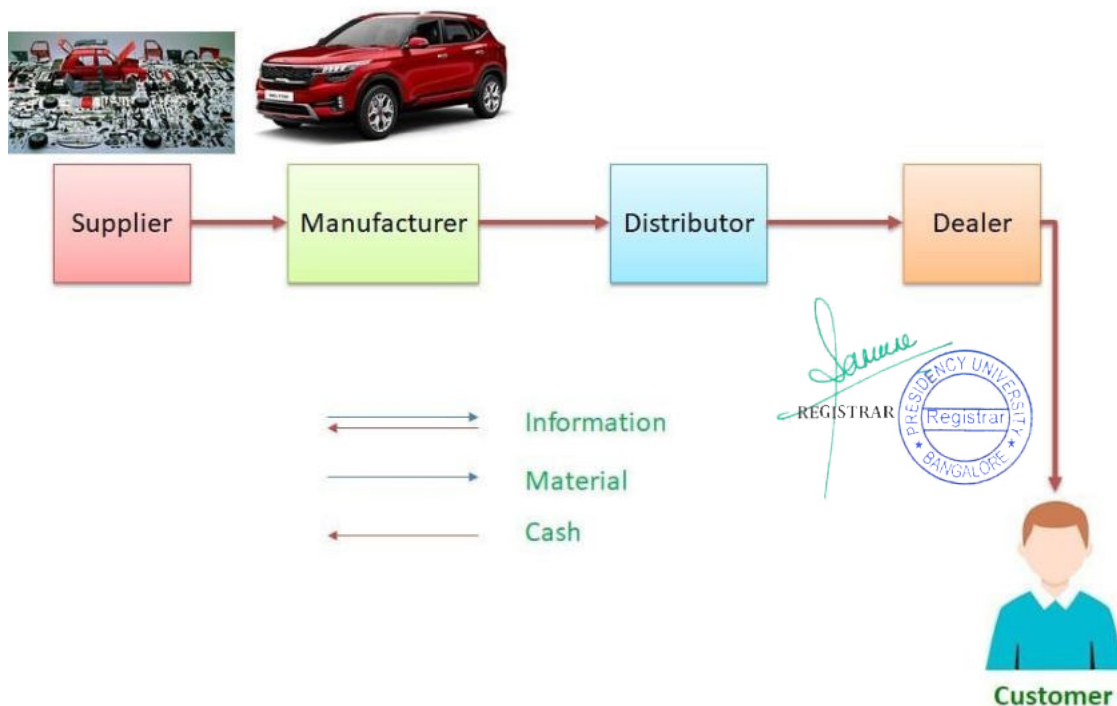 Supplier
Manufacturer
Distributor
Dealer
REGISTRAR
PRESIDENCY UNIVERSITY
Registrar
★ BANGALORE ★
Information
Material
Cash
Customer